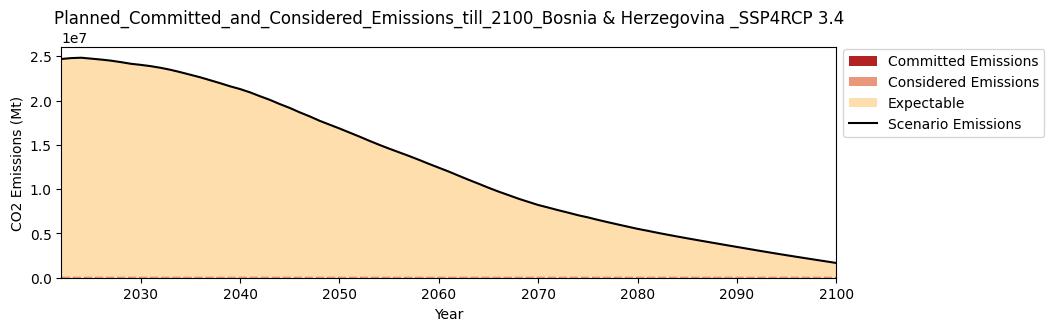 Planned_Committed_and_Considered_Emissions_till_2100_Bosnia & Herzegovina _SSP4RCP 3.4
1e7
2.5
2.0
1.5
1.0
0.5
0.0
CO2 Emissions (Mt)
2030
2040
2050
2060
2070
2080
2090
2100
Year
Committed Emissions
Considered Emissions
Expectable
Scenario Emissions